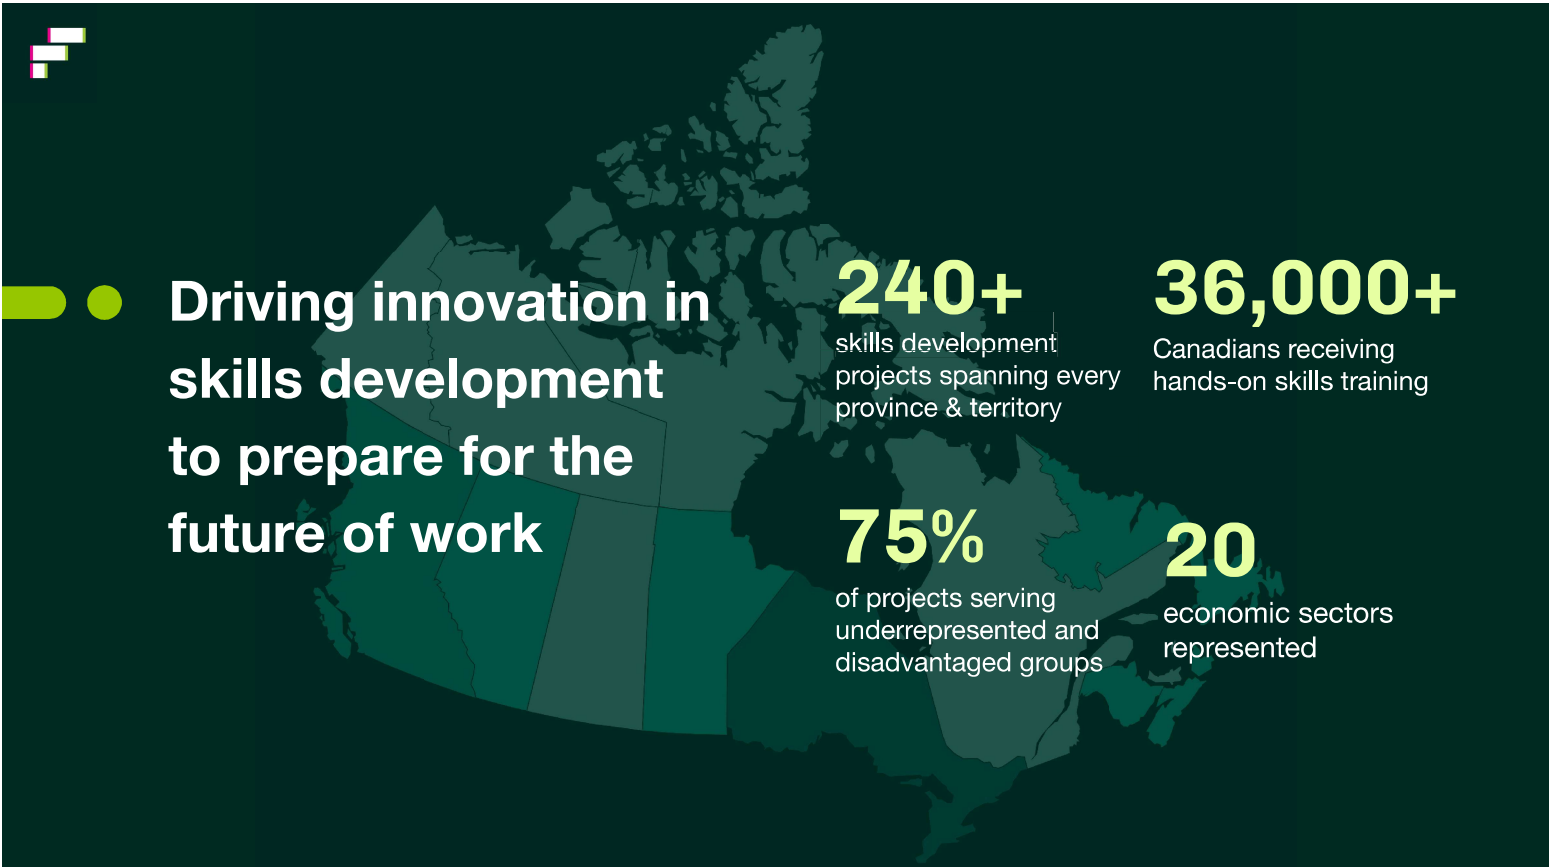 Driving innovation in
skills development
to prepare for the
future of work
240+
skills development
projects spanning every
province & territory
36,000+
Canadians receiving
hands-on skills training
75%
of projects serving
underrepresented and
disadvantaged groups
20
economic sectors
represented